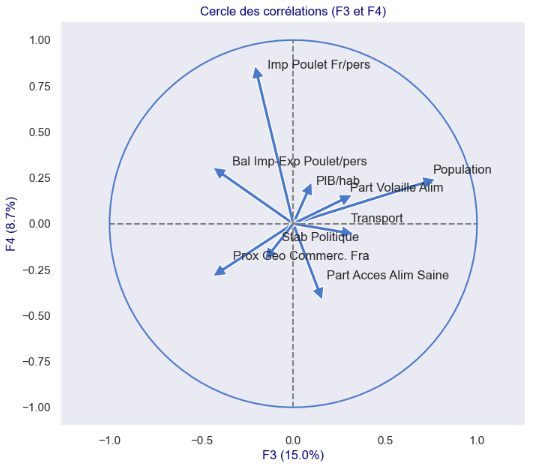 Cercle des corrélations (F3 et F4)
1.00
Imp Poulet Fr/pers
0.75
0.50
Bal Imp-Exp Poulet/pers
Population
0.25
PIB/hab
Part Volaille Alim
Transport
0.00
Stab Politique
Prox Geo Commerc. Fra
−0.25
Part Acces Alim Saine
−0.50
−0.75
−1.00
F4 (8.7%)
−1.0 −0.5 0.0 0.5 1.0
F3 (15.0%)